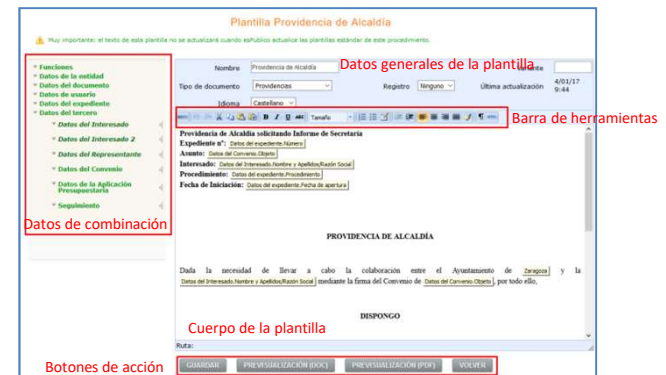 Plantilla Providencia de Alcaldía
Muy importante: el texto de esta plantilla no se actualizará cuando esPublico actualice las plantillas estándar de este procedimiento.
Funciones
Datos de la entidad
Datos del documento
Datos de usuario
Datos del expediente
Datos del tercero
Datos del Interesado
Datos del Interesado 2
Datos del Representante
Datos del Convenio
Datos de la Aplicación
Presupuestaria
Seguimiento
Datos de combinación
Nombre Providencia de Alcaldía
Datos generales de la plantilla
Tipo de documento Providencias Registro Ninguno Última actualización 4/01/17
9:44
Idioma Castellano
Tamaño
Barra de herramientas
Providencia de Alcaldía solicitando Informe de Secretaría
Expediente nº: Datos del expediente.Número
Asunto: Datos del Convenio.Objeto
Interesado: Datos del Interesado.Nombre y Apellidos/Razón Social
Procedimiento: Datos del expediente.Procedimiento
Fecha de Iniciación: Datos del expediente.Fecha de apertura
PROVIDENCIA DE ALCALDÍA
Dada la necesidad de llevar a cabo la colaboración entre el Ayuntamiento de Zaragoza y la
Datos del Interesado.Nombre y Apellidos/Razón Social mediante la firma del Convenio de Datos del Convenio.Objeto, por todo ello,
DISPONGO
Cuerpo de la plantilla
Ruta:
Botones de acción
GUARDAR PREVISUALIZACIÓN (DOC) PREVISUALIZACIÓN (PDF) VOLVER